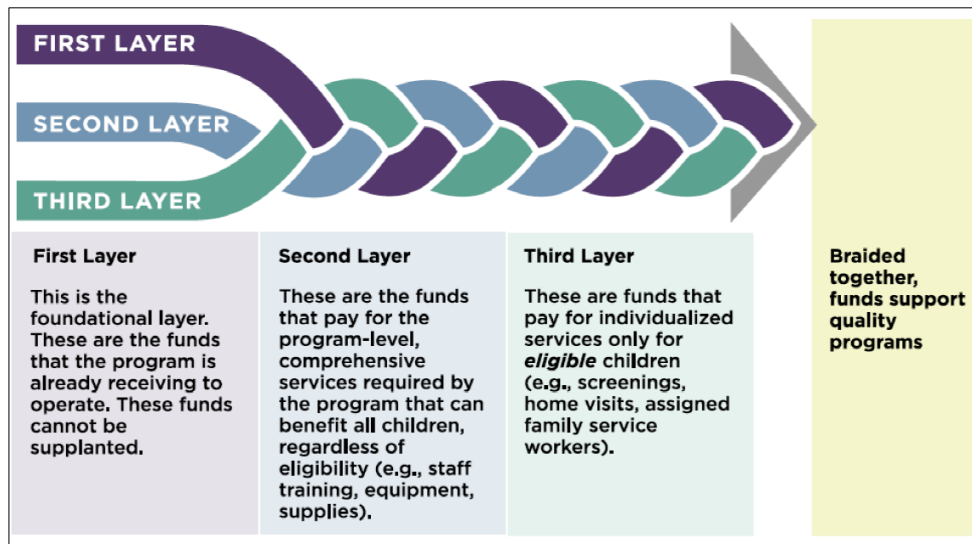 FIRST LAYER
SECOND LAYER
THIRD LAYER
First Layer
This is the
foundational layer.
These are the funds
that the program is
already receiving to
operate. These funds
cannot be
supplanted.
Second Layer
These are the funds
that pay for the
program-level,
comprehensive
services required by
the program that can
benefit all children,
regardless of
eligibility (e.g., staff
training, equipment,
supplies).
Third Layer
These are funds that
pay for individualized
services only for
eligible children
(e.g., screenings,
home visits, assigned
family service
workers).
Braided
together,
funds support
quality
programs